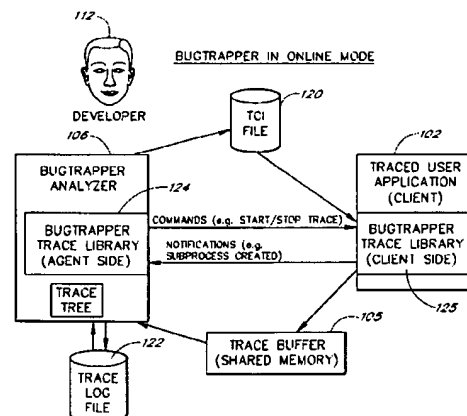 112
BUGTRAPPER IN ONLINE MODE
DEVELOPER
120
TCI
FILE
106
102
BUGTRAPPER
ANALYZER
TRACED USER
APPLICATION
(CLIENT)
124
BUGTRAPPER
TRACE LIBRARY
(AGENT SIDE)
COMMANDS (e.g. START/STOP TRACE)
NOTIFICATIONS (e.g.
SUBPROCESS CREATED)
BUGTRAPPER
TRACE LIBRARY
(CLIENT SIDE)
125
TRACE
TREE
105
TRACE BUFFER
(SHARED MEMORY)
122
TRACE
LOG
FILE